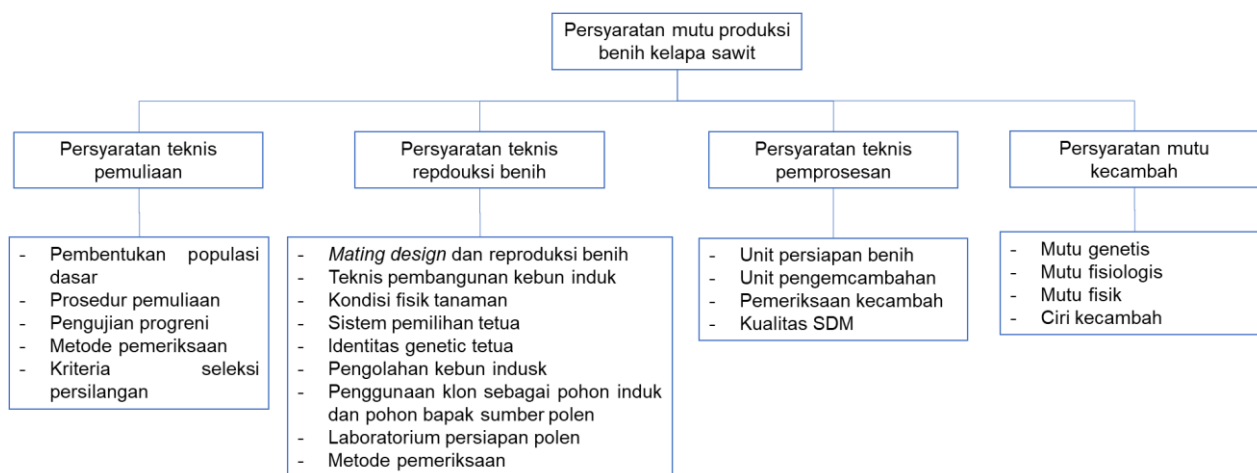 Persyaratan mutu produksi
benih kelapa sawit
Persyaratan teknis
pemuliaan
Persyaratan teknis
repdouksi benih
Persyaratan teknis
pemprosesan
Persyaratan mutu
kecambah
- Pembentukan populasi
dasar
- Prosedur pemuliaan
- Pengujian progreni
- Metode pemeriksaan
- Kriteria seleksi
persilangan
- Mating design dan reproduksi benih
- Teknis pembangunan kebun induk
- Kondisi fisik tanaman
- Sistem pemilihan tetua
- Identitas genetic tetua
- Pengolahan kebun indusk
- Penggunaan klon sebagai pohon induk
dan pohon bapak sumber polen
- Laboratorium persiapan polen
- Metode pemeriksaan
- Unit persiapan benih
- Unit pengemcambahan
- Pemeriksaan kecambah
- Kualitas SDM
- Mutu genetis
- Mutu fisiologis
- Mutu fisik
- Ciri kecambah